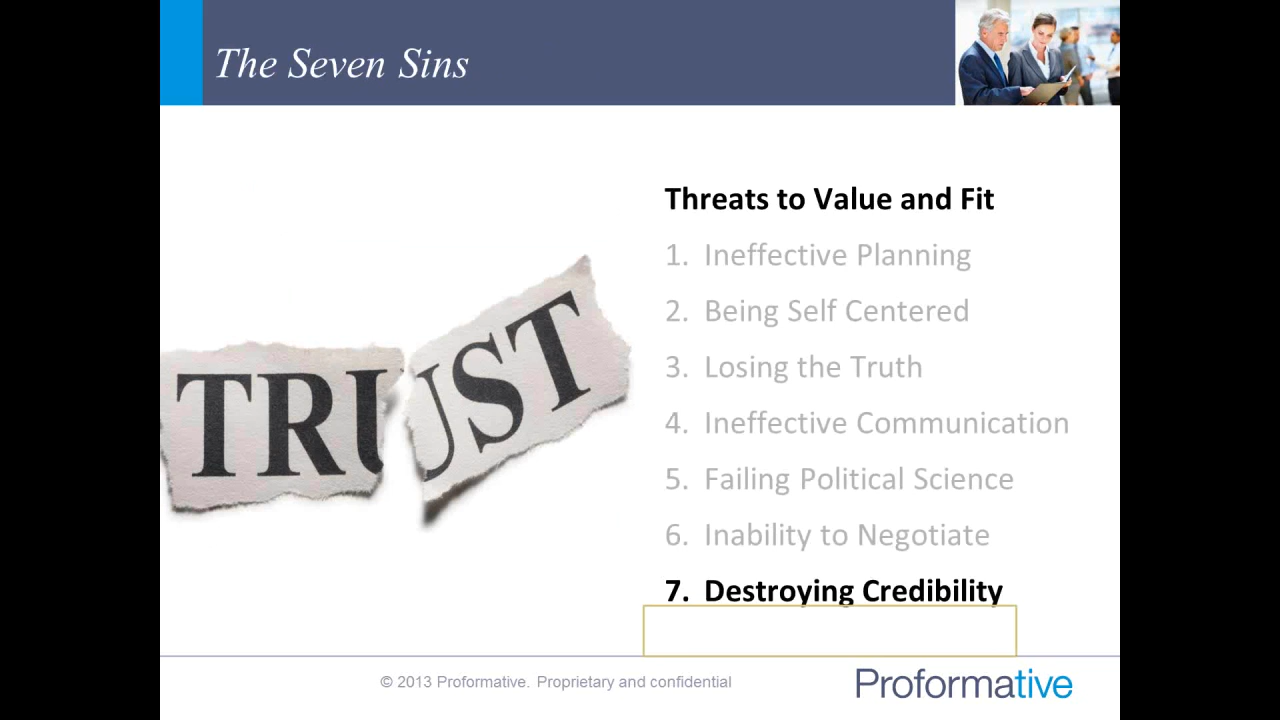 The Seven Sins
Threats to Value and Fit
1. Ineffective Planning
2. Being Self Centered
3. Losing the Truth
4. Ineffective Communication
5. Failing Political Science
6. Inability to Negotiate
7. Destroying Credibility
TRUST
© 2013 Proformative. Proprietary and confidential
Proformative